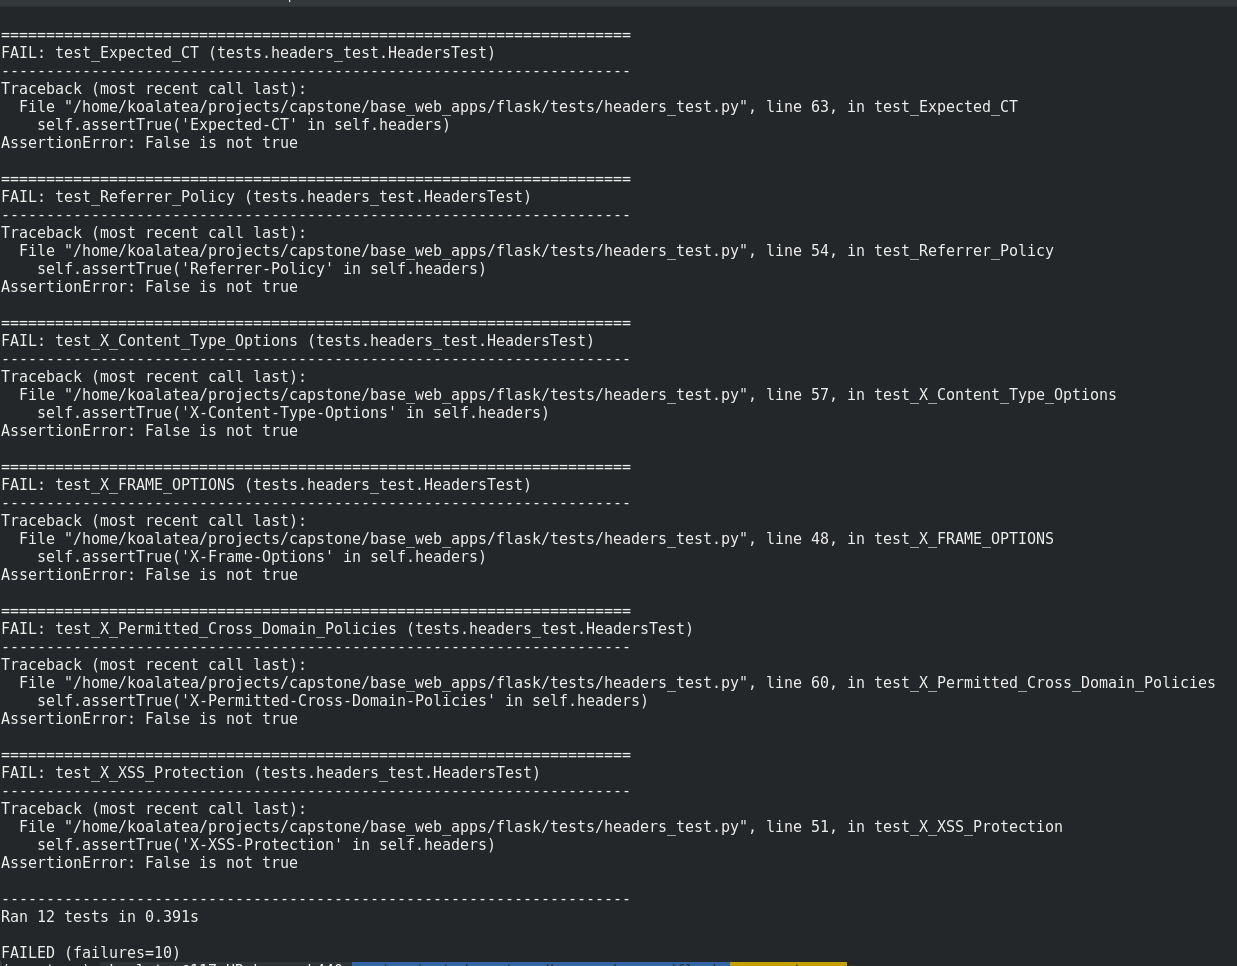 ======================================================================
FAIL: test_Expected_CT (tests.headers_test.HeadersTest)
----------------------------------------------------------------------
Traceback (most recent call last):
  File "/home/koalatea/projects/capstone/base_web_apps/flask/tests/headers_test.py", line 63, in test_Expected_CT
    self.assertTrue('Expected-CT' in self.headers)
AssertionError: False is not true

======================================================================
FAIL: test_Referrer_Policy (tests.headers_test.HeadersTest)
----------------------------------------------------------------------
Traceback (most recent call last):
  File "/home/koalatea/projects/capstone/base_web_apps/flask/tests/headers_test.py", line 54, in test_Referrer_Policy
    self.assertTrue('Referrer-Policy' in self.headers)
AssertionError: False is not true

======================================================================
FAIL: test_X_Content_Type_Options (tests.headers_test.HeadersTest)
----------------------------------------------------------------------
Traceback (most recent call last):
  File "/home/koalatea/projects/capstone/base_web_apps/flask/tests/headers_test.py", line 57, in test_X_Content_Type_Options
    self.assertTrue('X-Content-Type-Options' in self.headers)
AssertionError: False is not true

======================================================================
FAIL: test_X_FRAME_OPTIONS (tests.headers_test.HeadersTest)
----------------------------------------------------------------------
Traceback (most recent call last):
  File "/home/koalatea/projects/capstone/base_web_apps/flask/tests/headers_test.py", line 48, in test_X_FRAME_OPTIONS
    self.assertTrue('X-Frame-Options' in self.headers)
AssertionError: False is not true

======================================================================
FAIL: test_X_Permitted_Cross_Domain_Policies (tests.headers_test.HeadersTest)
----------------------------------------------------------------------
Traceback (most recent call last):
  File "/home/koalatea/projects/capstone/base_web_apps/flask/tests/headers_test.py", line 60, in test_X_Permitted_Cross_Domain_Policies
    self.assertTrue('X-Permitted-Cross-Domain-Policies' in self.headers)
AssertionError: False is not true

======================================================================
FAIL: test_X_XSS_Protection (tests.headers_test.HeadersTest)
----------------------------------------------------------------------
Traceback (most recent call last):
  File "/home/koalatea/projects/capstone/base_web_apps/flask/tests/headers_test.py", line 51, in test_X_XSS_Protection
    self.assertTrue('X-XSS-Protection' in self.headers)
AssertionError: False is not true

----------------------------------------------------------------------
Ran 12 tests in 0.391s

FAILED (failures=10)